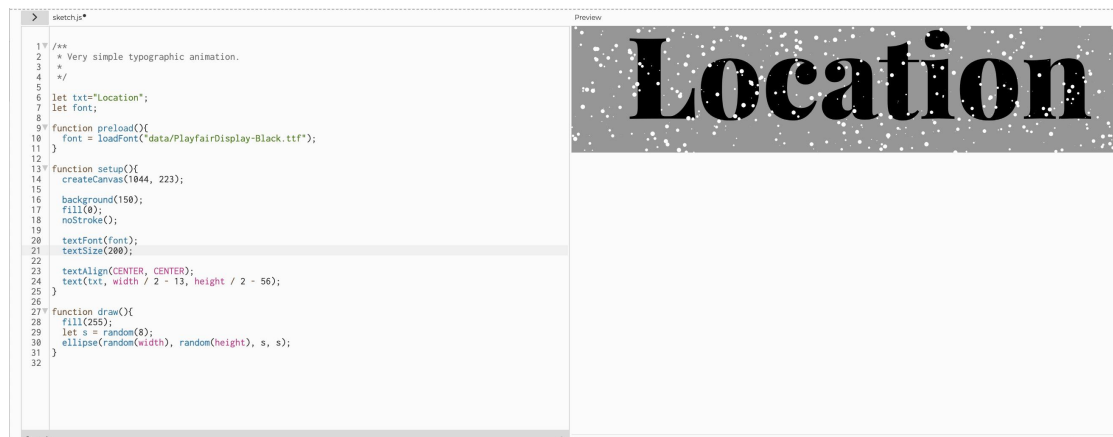 sketch.js●
Preview
1 /**
2 * Very simple typographic animation.
3 *
4 */
5
6 let txt="Location";
7 let font;
8
9 function preload(){
10 font = loadFont("data/PlayfairDisplay-Black.ttf");
11 }
12
13 function setup(){
14 createCanvas(1044, 223);
15
16 background(150);
17 fill(0);
18 noStroke();
19
20 textFont(font);
21 textSize(200);
22
23 textAlign(CENTER, CENTER);
24 text(txt, width / 2 - 13, height / 2 - 56);
25 }
26
27 function draw(){
28 fill(255);
29 let s = random(8);
30 ellipse(random(width), random(height), s, s);
31 }
32
Location